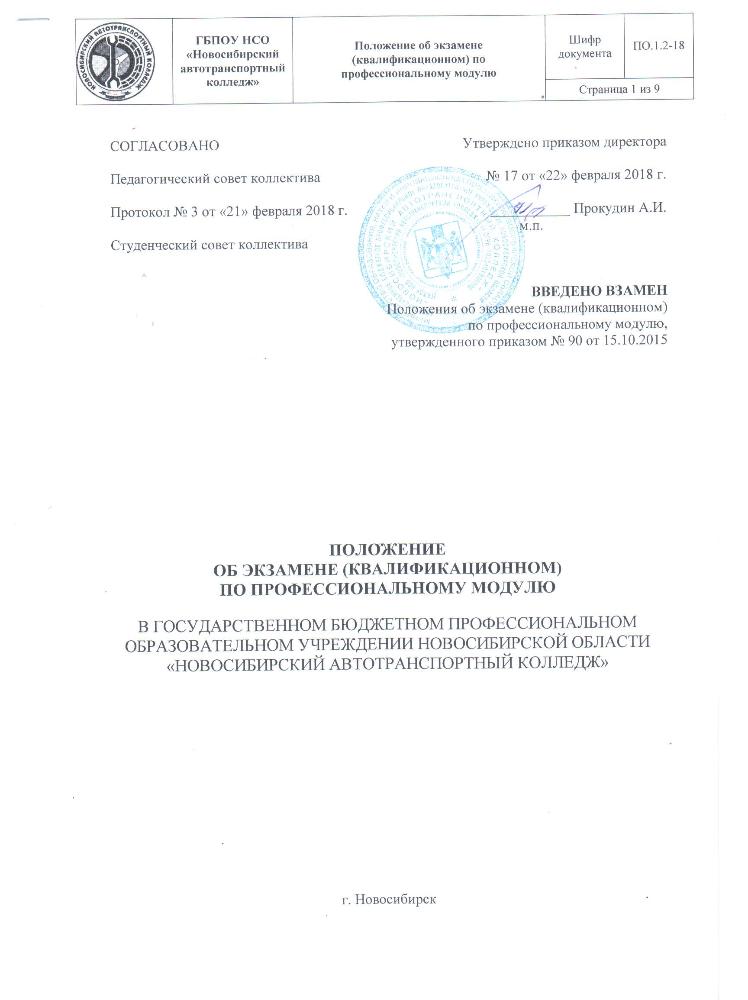 НОВОСИБИРСКИЙ АВТОТРАНСПОРТНЫЙ КОЛЛЕДЖ
ГБПОУ НСО
«Новосибирский
автотранспортный
колледж»
Положение об экзамене
(квалификационном) по
профессиональному модулю
Шифр
документа
ПО.1.2-18
Страница 1 из 9
СОГЛАСОВАНО
Педагогический совет коллектива
Протокол № 3 от «21» февраля 2018 г.
Студенческий совет коллектива
Утверждено приказом директора
№ 17 от «22» февраля 2018 г.
Прокудин А.И.
м.п.
«НОВОСИБИРСКИЙ АВТОТРАНСПОРТНЫЙ КОЛЛЕДЖ»
ВВЕДЕНО ВЗАМЕН
Положения об экзамене (квалификационном)
по профессиональному модулю,
утвержденного приказом № 90 от 15.10.2015
ПОЛОЖЕНИЕ
ОБ ЭКЗАМЕНЕ (КВАЛИФИКАЦИОННОМ)
ПО ПРОФЕССИОНАЛЬНОМУ МОДУЛЮ
В ГОСУДАРСТВЕННОМ БЮДЖЕТНОМ ПРОФЕССИОНАЛЬНОМ
ОБРАЗОВАТЕЛЬНОМ УЧРЕЖДЕНИИ НОВОСИБИРСКОЙ ОБЛАСТИ
«НОВОСИБИРСКИЙ АВТОТРАНСПОРТНЫЙ КОЛЛЕДЖ»
г. Новосибирск